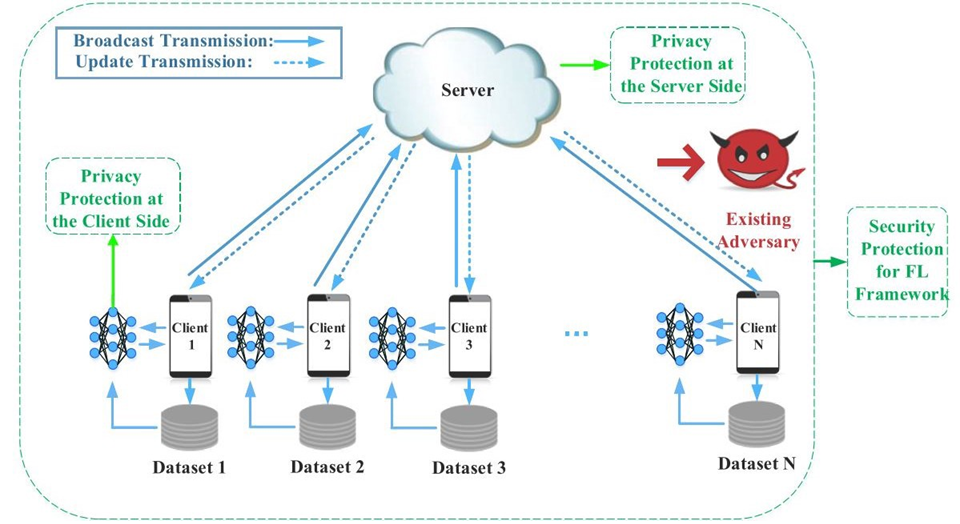 Broadcast Transmission:
Update Transmission:
Server
Privacy
Protection at
the Server Side
Privacy
Protection at
the Client Side
Existing
Adversary
Security
Protection
for FL
Framework
Client
1
Client
2
Client
3
...
Client
N
Dataset 1
Dataset 2
Dataset 3
Dataset N